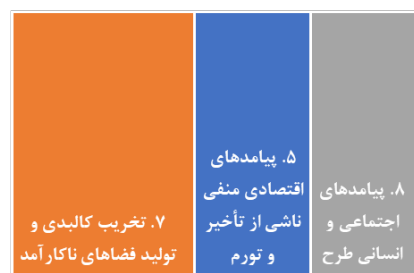 ۸. پیامدهای
اجتماعی و
انسانی طرح
۵. پیامدهای
اقتصادی منفی
ناشی از تأخیر
و تورم
۷. تخریب کالبدی و
تولید فضاهای ناکارآمد